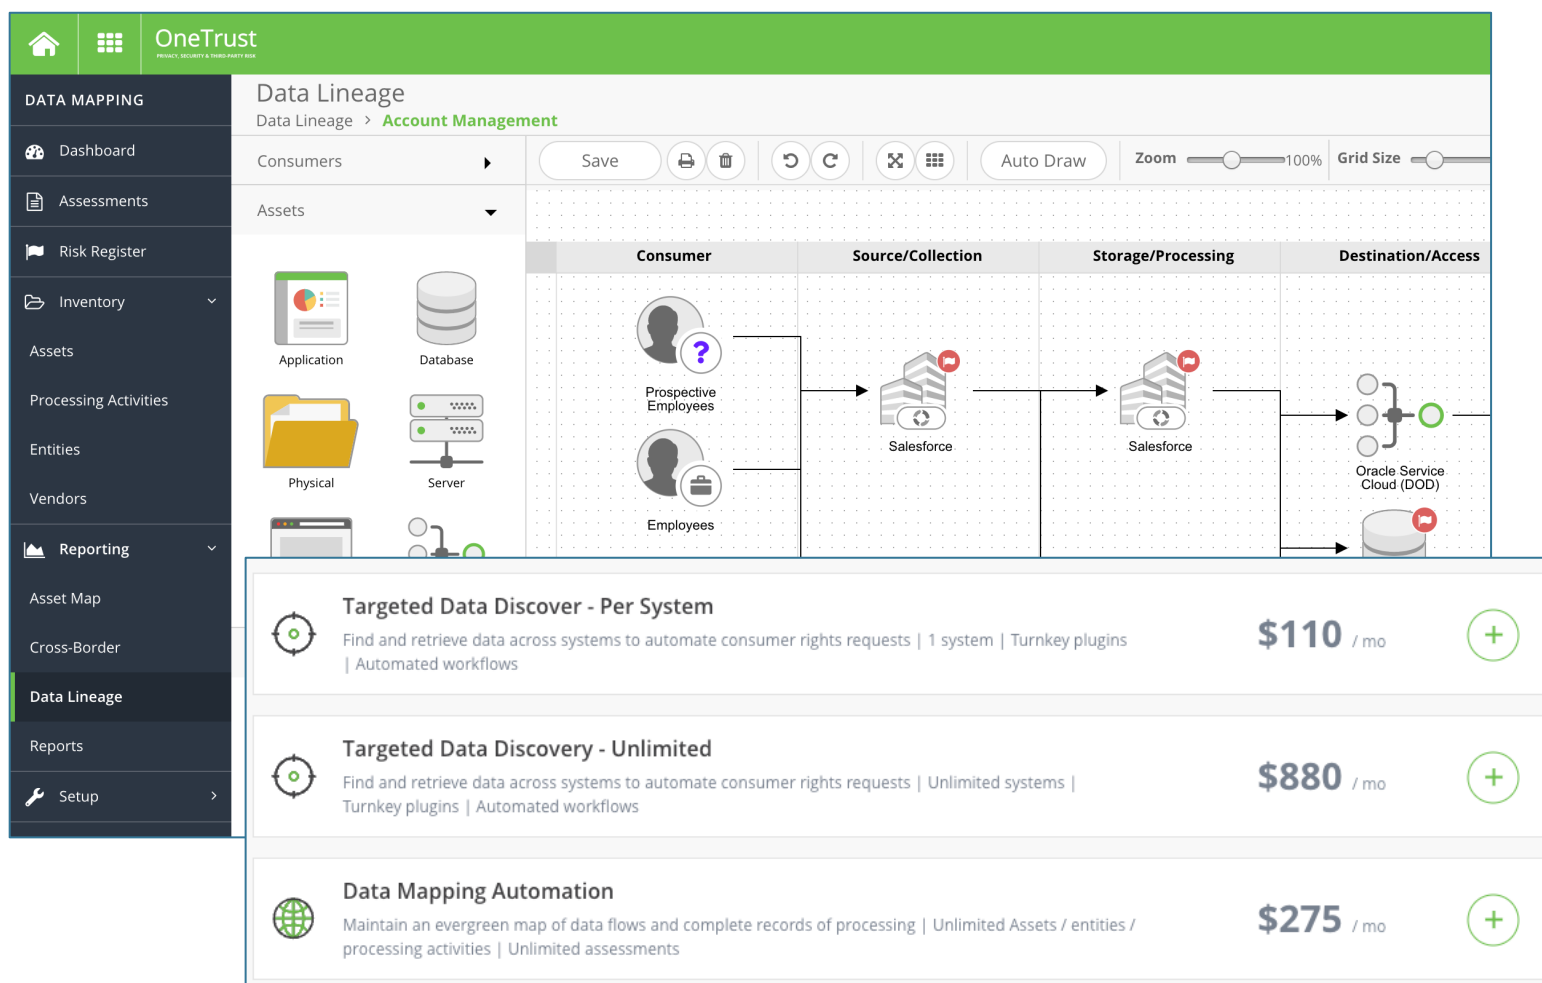 OneTrust
PRIVACY, SECURITY & THIRD-PARTY RISK
DATA MAPPING
Dashboard
Assessments
Risk Register
Inventory
Assets
Processing Activities
Entities
Vendors
Reporting
Asset Map
Cross-Border
Data Lineage
Reports
Setup
Data Lineage
Data Lineage > Account Management
Consumers
Assets
Application
Database
Physical
Server
Save
Auto Draw
Zoom
100%
Grid Size
Consumer
Source/Collection
Storage/Processing
Destination/Access
?
Prospective
Employees
Employees
Salesforce
Salesforce
Oracle Service
Cloud (DOD)
Targeted Data Discover - Per System
Find and retrieve data across systems to automate consumer rights requests | 1 system | Turnkey plugins
| Automated workflows
$110 / mo
Targeted Data Discovery - Unlimited
Find and retrieve data across systems to automate consumer rights requests | Unlimited systems |
Turnkey plugins | Automated workflows
$880 / mo
Data Mapping Automation
Maintain an evergreen map of data flows and complete records of processing | Unlimited Assets / entities /
processing activities | Unlimited assessments
$275 / mo